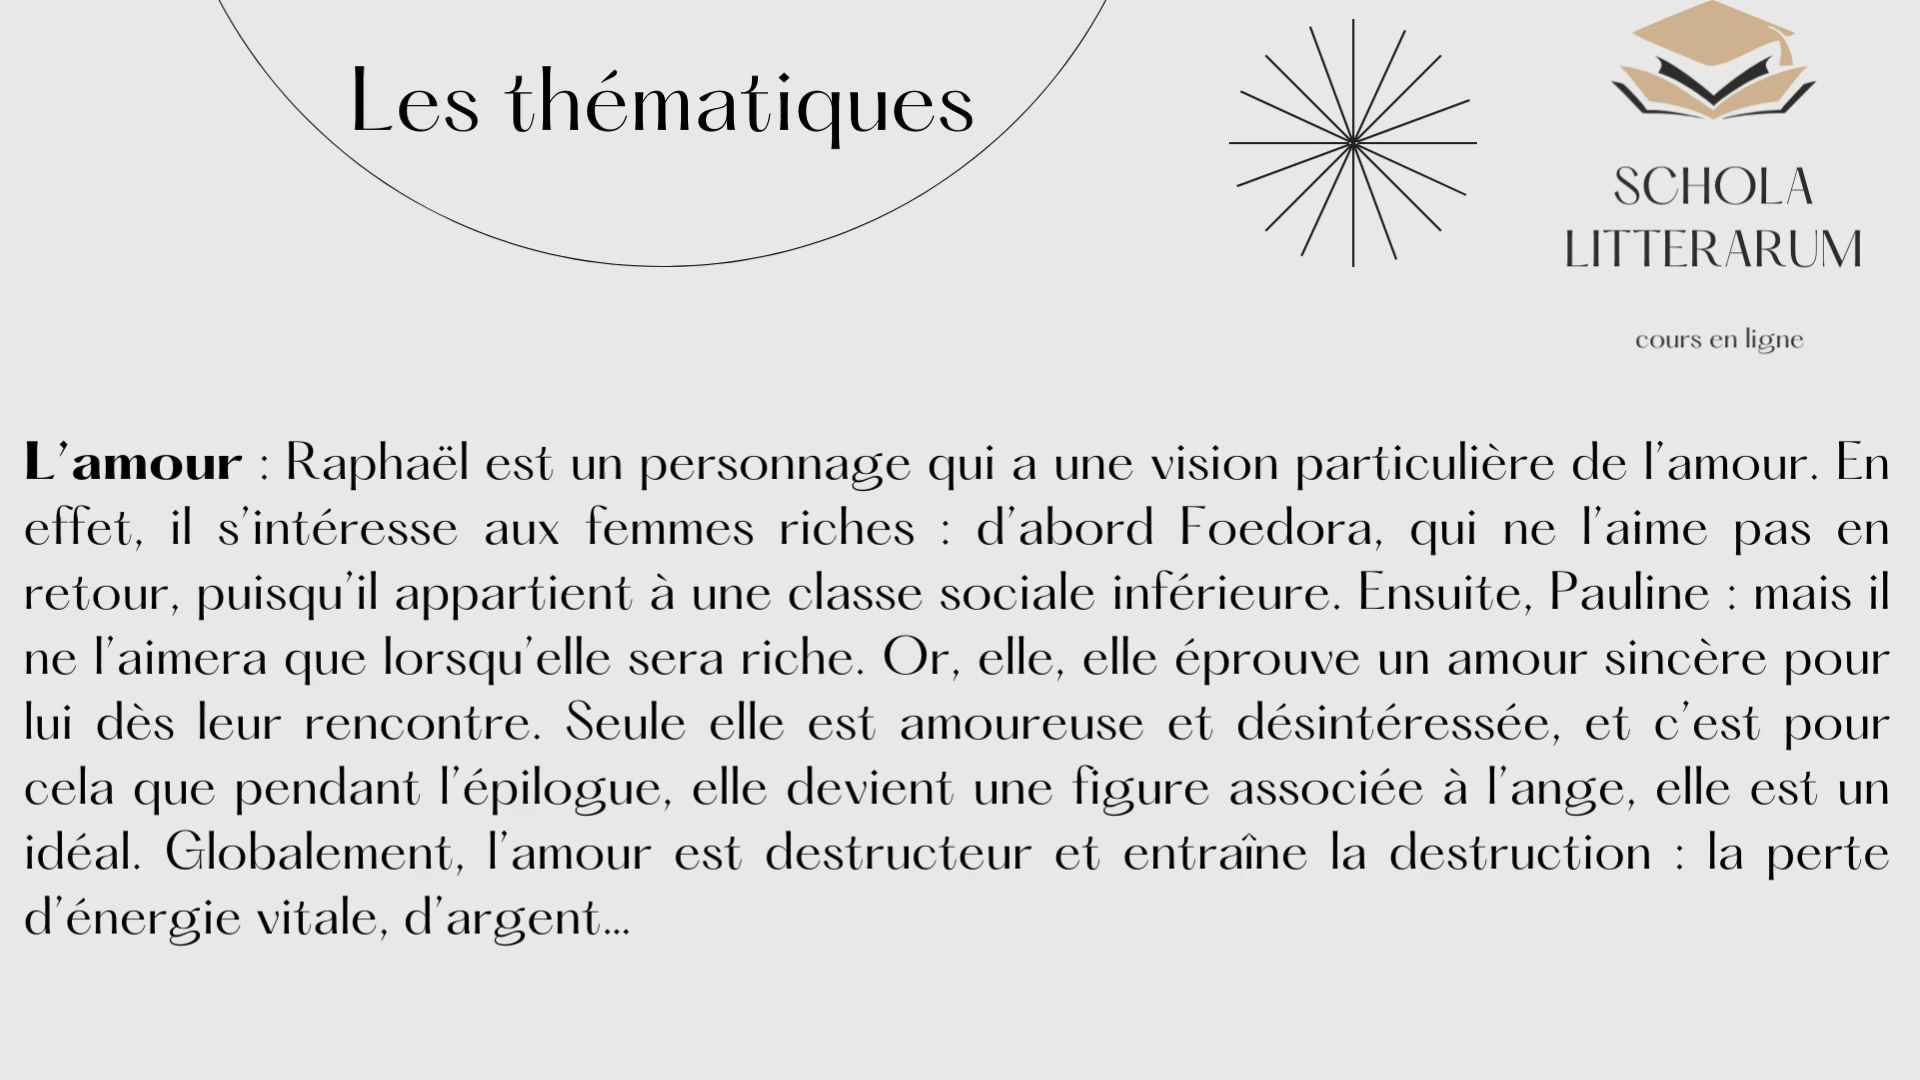 Les thématiques
SCHOLA
LITTERARUM
cours en ligne
L’amour : Raphaël est un personnage qui a une vision particulière de l’amour. En
effet, il s’intéresse aux femmes riches : d’abord Foedora, qui ne l’aime pas en
retour, puisqu’il appartient à une classe sociale inférieure. Ensuite, Pauline : mais il
ne l’aimera que lorsqu’elle sera riche. Or, elle, elle éprouve un amour sincère pour
lui dès leur rencontre. Seule elle est amoureuse et désintéressée, et c’est pour
cela que pendant l’épilogue, elle devient une figure associée à l’ange, elle est un
idéal. Globalement, l’amour est destructeur et entraîne la destruction : la perte
d’énergie vitale, d’argent...